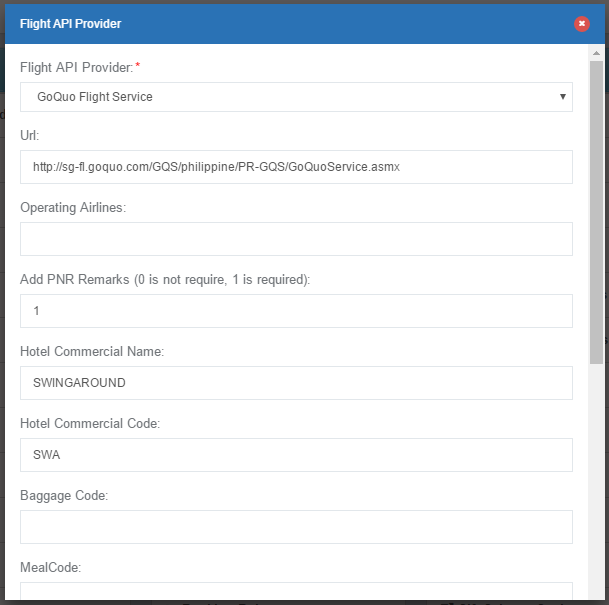 Flight API Provider
Flight API Provider:*
GoQuo Flight Service
Url:
http://sg-fl.goquo.com/GQS/philippine/PR-GQS/GoQuoService.asmx
Operating Airlines:
Add PNR Remarks (0 is not require, 1 is required):
1
Hotel Commercial Name:
SWINGAROUND
Hotel Commercial Code:
SWA
Baggage Code:
MealCode: